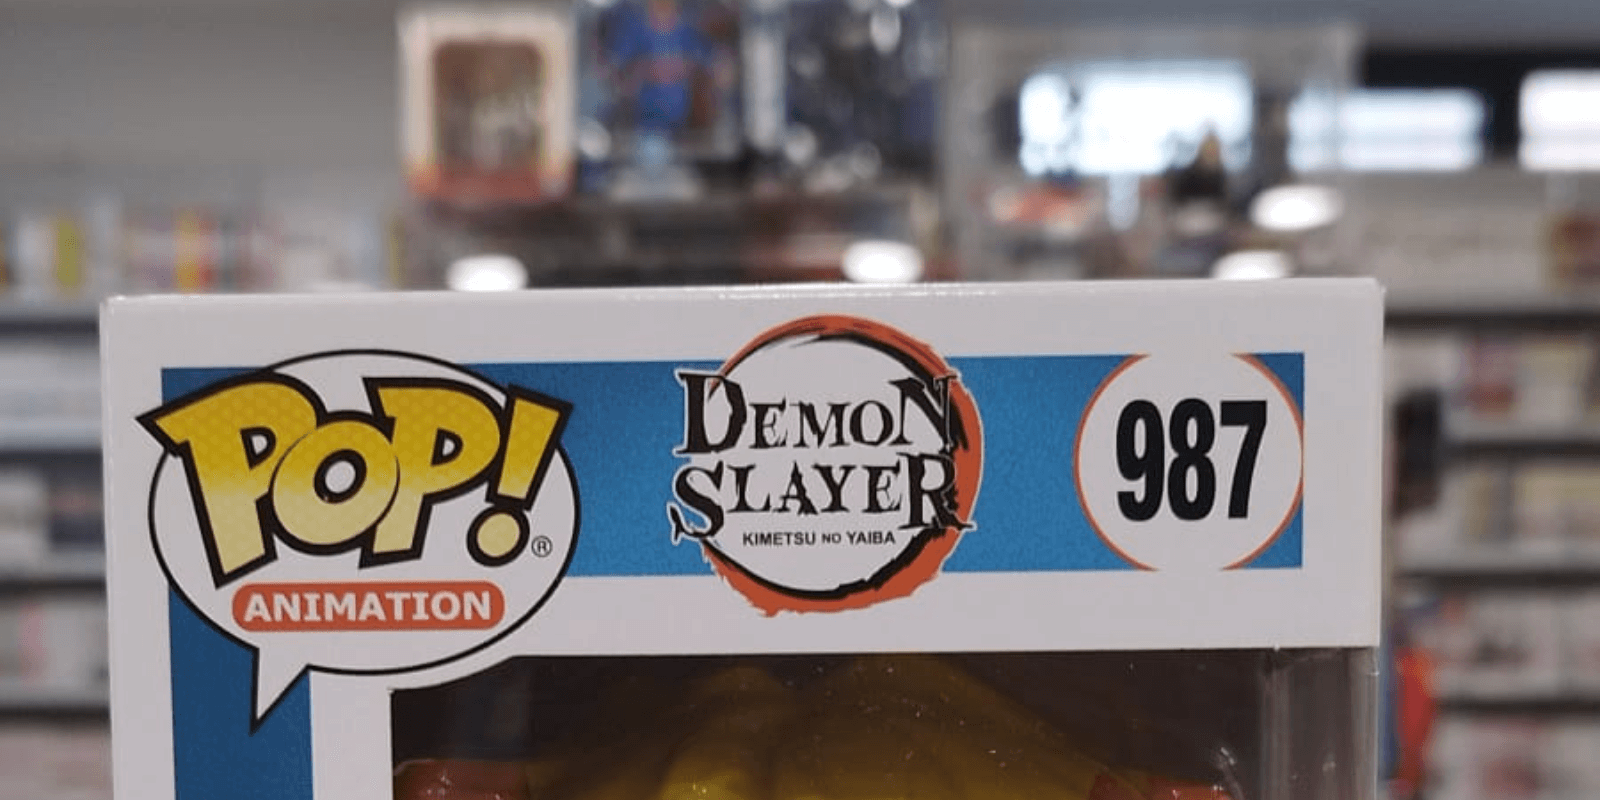 POP!®
ANIMATION
DEMON
SLAYER
KIMETSU NO YAIBA
987